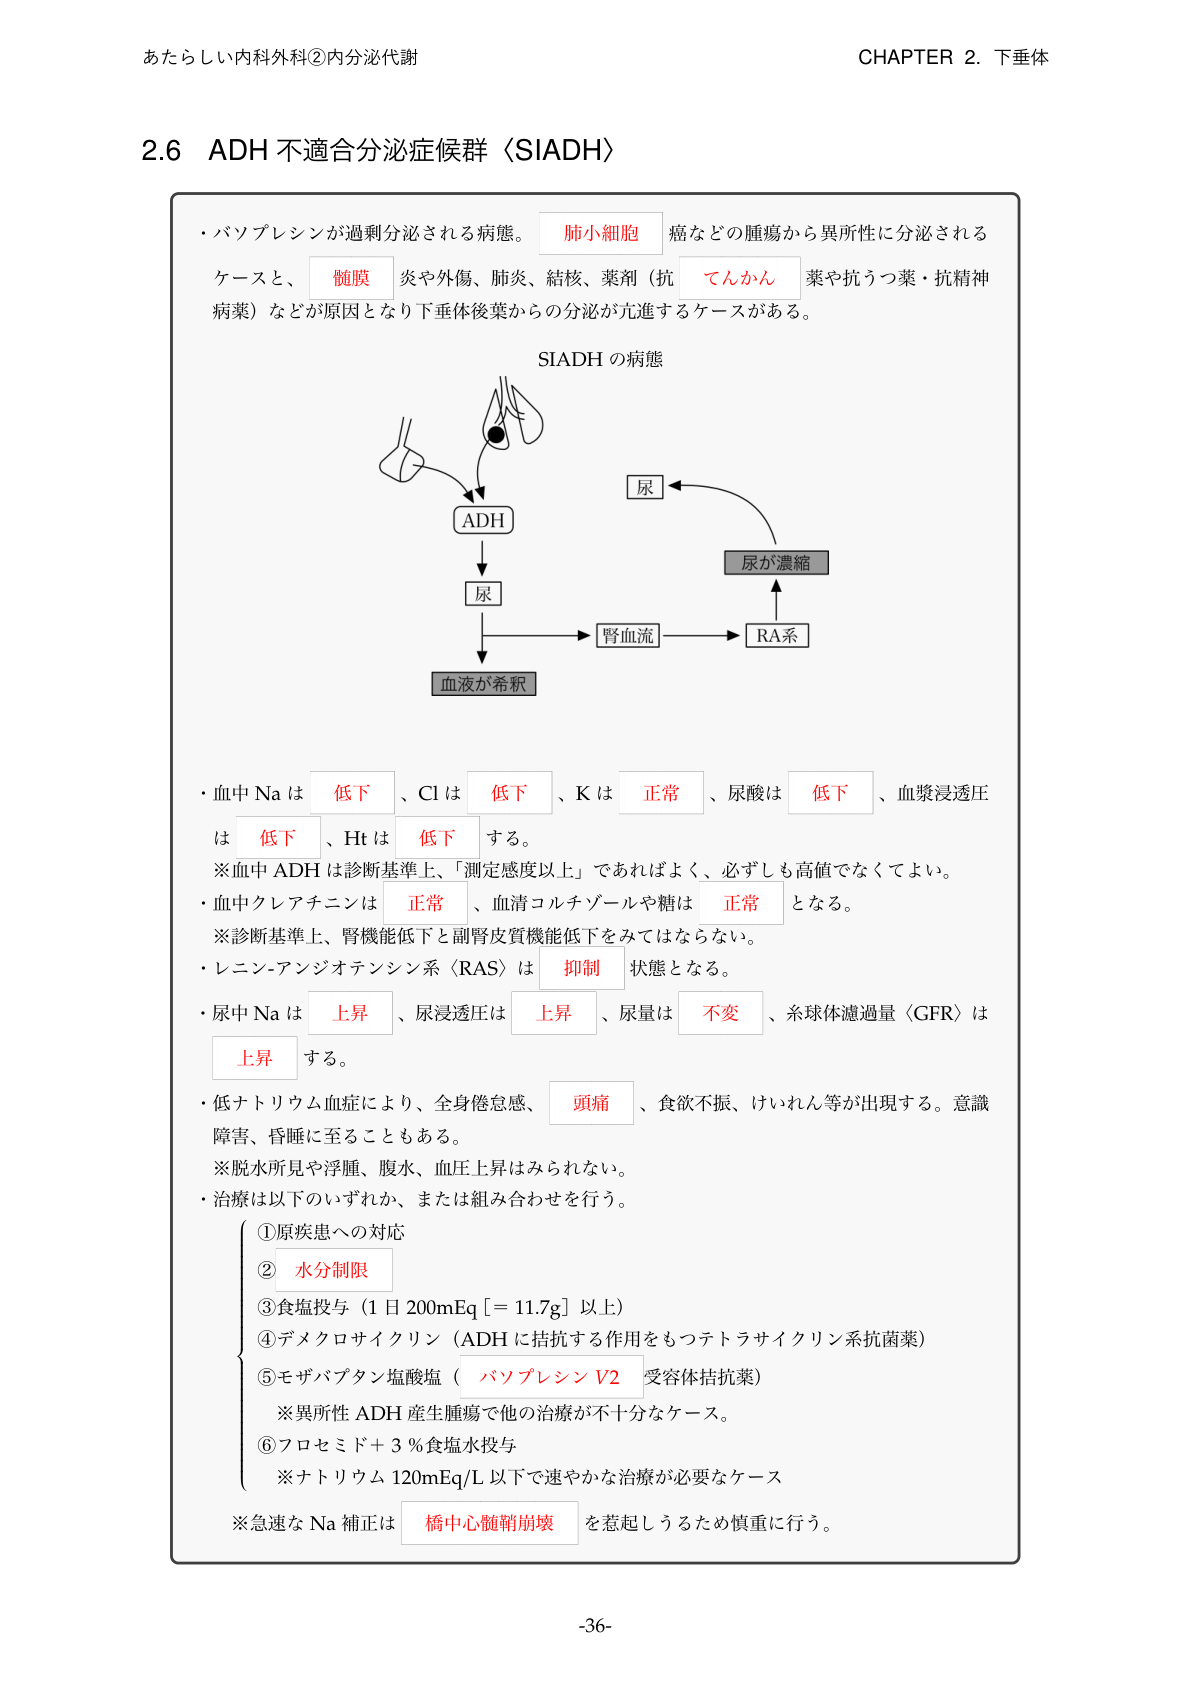 あたらしい内科外科②内分泌代謝 CHAPTER 2. 下垂体
2.6 ADH 不適合分泌症候群〈SIADH〉
・バソプレシンが過剰分泌される病態。 肺小細胞 癌などの腫瘍から異所性に分泌される
ケースと、 髄膜 炎や外傷、肺炎、結核、薬剤（抗 てんかん 薬や抗うつ薬・抗精神
病薬）などが原因となり下垂体後葉からの分泌が亢進するケースがある。
SIADH の病態
尿
ADH
尿が濃縮
尿
腎血流
RA系
血液が希釈
・血中 Na は 低下 、Cl は 低下 、K は 正常 、尿酸は 低下 、血漿浸透圧
は 低下 、Ht は 低下 する。
※血中 ADH は診断基準上、「測定感度以上」であればよく、必ずしも高値でなくてよい。
・血中クレアチニンは 正常 、血清コルチゾールや糖は 正常 となる。
※診断基準上、腎機能低下と副腎皮質機能低下をみてはならない。
・レニン-アンジオテンシン系〈RAS〉は 抑制 状態となる。
・尿中 Na は 上昇 、尿浸透圧は 上昇 、尿量は 不変 、糸球体濾過量〈GFR〉は
上昇 する。
・低ナトリウム血症により、全身倦怠感、 頭痛 、食欲不振、けいれん等が出現する。意識
障害、昏睡に至ることもある。
※脱水所見や浮腫、腹水、血圧上昇はみられない。
・治療は以下のいずれか、または組み合わせを行う。
①原疾患への対応
② 水分制限
③食塩投与（1 日 200mEq［＝ 11.7g］以上）
④デメクロサイクリン（ADH に拮抗する作用をもつテトラサイクリン系抗菌薬）
⑤モザバプタン塩酸塩（ バソプレシン V2 受容体拮抗薬）
※異所性 ADH 産生腫瘍で他の治療が不十分なケース。
⑥フロセミド＋ 3 %食塩水投与
※ナトリウム 120mEq/L 以下で速やかな治療が必要なケース
※急速な Na 補正は 橋中心髄鞘崩壊 を惹起しうるため慎重に行う。
-36-